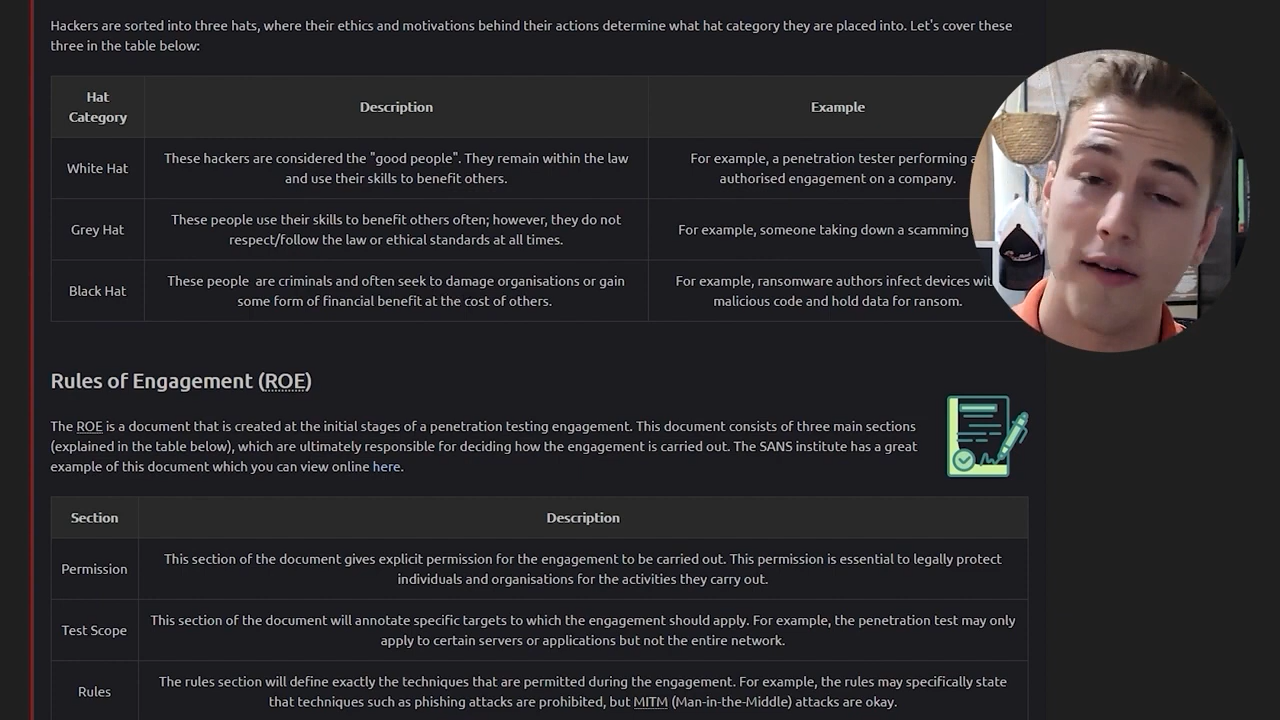 Hackers are sorted into three hats, where their ethics and motivations behind their actions determine what hat category they are placed into. Let's cover these
three in the table below:
Hat
Category
Description
Example
White Hat
These hackers are considered the "good people". They remain within the law
and use their skills to benefit others.
For example, a penetration tester performing a
authorised engagement on a company.
Grey Hat
These people use their skills to benefit others often; however, they do not
respect/follow the law or ethical standards at all times.
For example, someone taking down a scamming
Black Hat
These people are criminals and often seek to damage organisations or gain
some form of financial benefit at the cost of others.
For example, ransomware authors infect devices
malicious code and hold data for ransom.
Rules of Engagement (ROE)
The ROE is a document that is created at the initial stages of a penetration testing engagement. This document consists of three main sections
(explained in the table below), which are ultimately responsible for deciding how the engagement is carried out. The SANS institute has a great
example of this document which you can view online here.
Section
Description
Permission
This section of the document gives explicit permission for the engagement to be carried out. This permission is essential to legally protect
individuals and organisations for the activities they carry out.
Test Scope
This section of the document will annotate specific targets to which the engagement should apply. For example, the penetration test may only
apply to certain servers or applications but not the entire network.
Rules
The rules section will define exactly the techniques that are permitted during the engagement. For example, the rules may specifically state
that techniques such as phishing attacks are prohibited, but MITM (Man-in-the-Middle) attacks are okay.